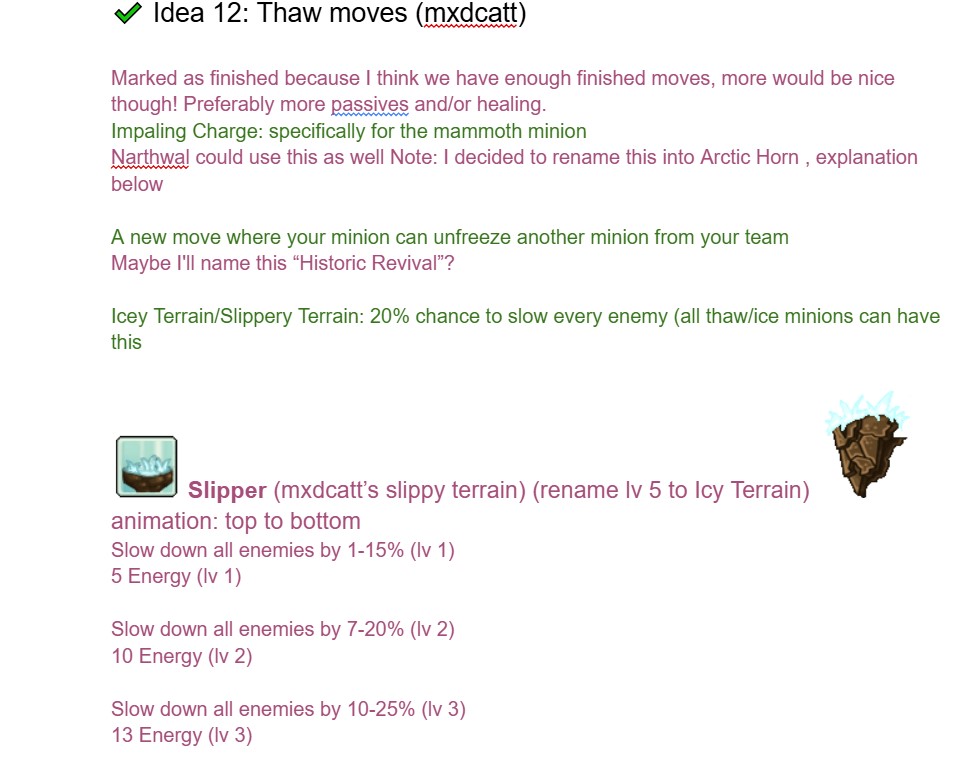 Idea 12: Thaw moves (mxdcatt)
Marked as finished because I think we have enough finished moves, more would be nice
though! Preferably more passives and/or healing.
Impaling Charge: specifically for the mammoth minion
Narthwal could use this as well Note: I decided to rename this into Arctic Horn , explanation
below
A new move where your minion can unfreeze another minion from your team
Maybe I'll name this “Historic Revival”?
Icey Terrain/Slippery Terrain: 20% chance to slow every enemy (all thaw/ice minions can have
this
Slipper (mxdcatt’s slippy terrain) (rename lv 5 to Icy Terrain)
animation: top to bottom
Slow down all enemies by 1-15% (lv 1)
5 Energy (lv 1)
Slow down all enemies by 7-20% (lv 2)
10 Energy (lv 2)
Slow down all enemies by 10-25% (lv 3)
13 Energy (lv 3)